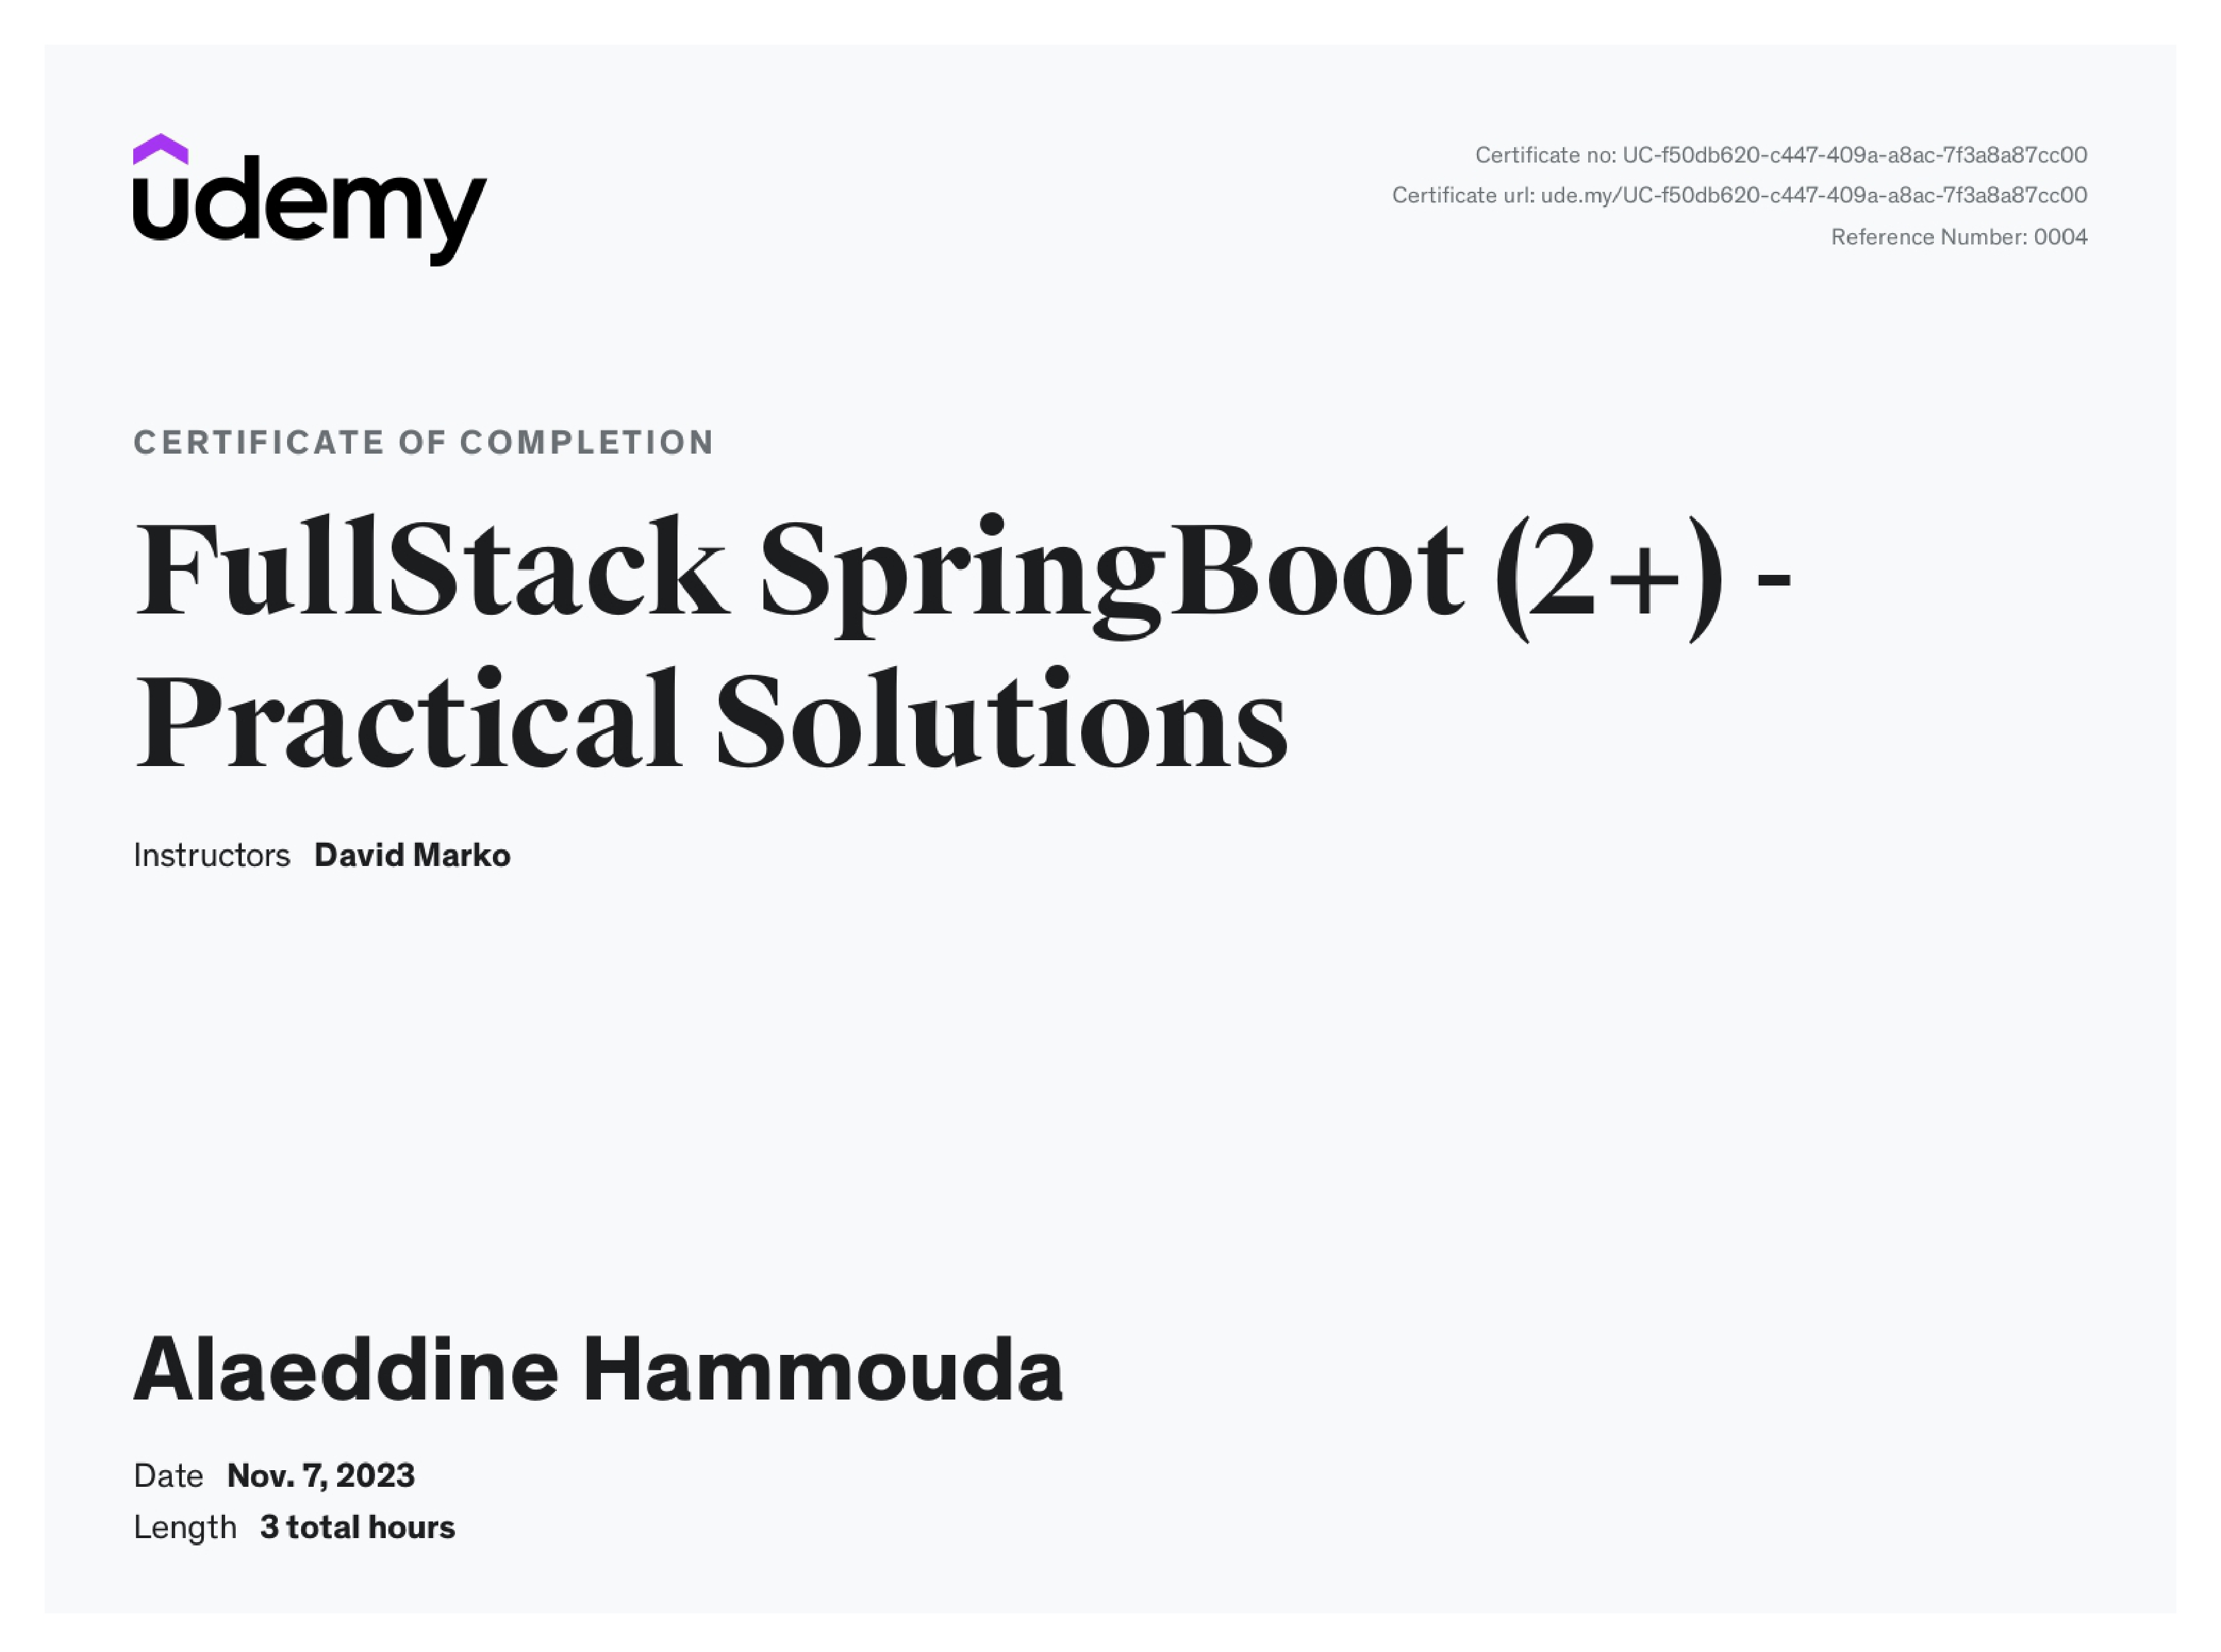 udemy
Certificate no: UC-f50db620-c447-409a-a8ac-7f3a8a87cc00
Certificate url: ude.my/UC-f50db620-c447-409a-a8ac-7f3a8a87cc00
Reference Number: 0004
CERTIFICATE OF COMPLETION
FullStack SpringBoot (2+) -
Practical Solutions
Instructors David Marko
Alaeddine Hammouda
Date Nov. 7, 2023
Length 3 total hours